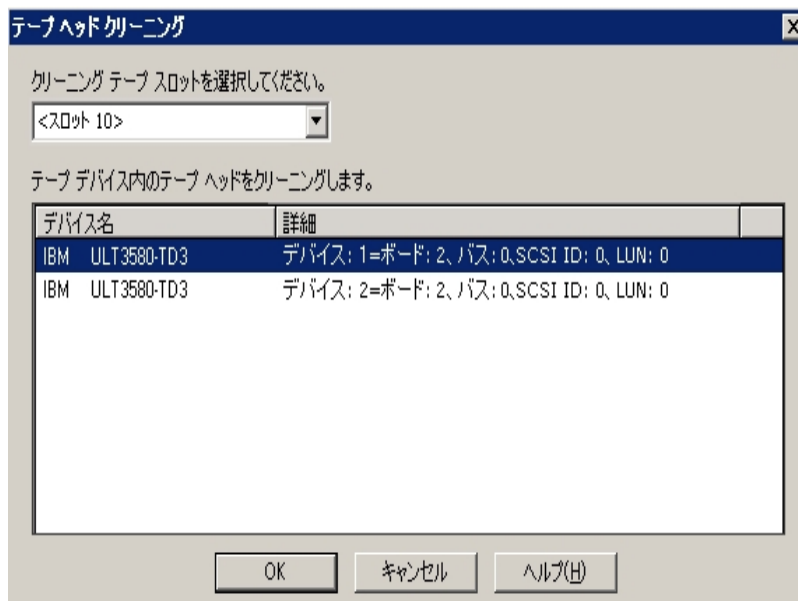 テープ ヘッド クリーニング
クリーニング テープ スロットを選択してください。
<スロット 10>
テープ デバイス内のテープ ヘッドをクリーニングします。
デバイス名 詳細
IBM ULT3580-TD3 デバイス: 1=ボード: 2、バス: 0,SCSI ID: 0、LUN: 0
IBM ULT3580-TD3 デバイス: 2=ボード: 2、バス: 0,SCSI ID: 0、LUN: 0
OK キャンセル ヘルプ(H)